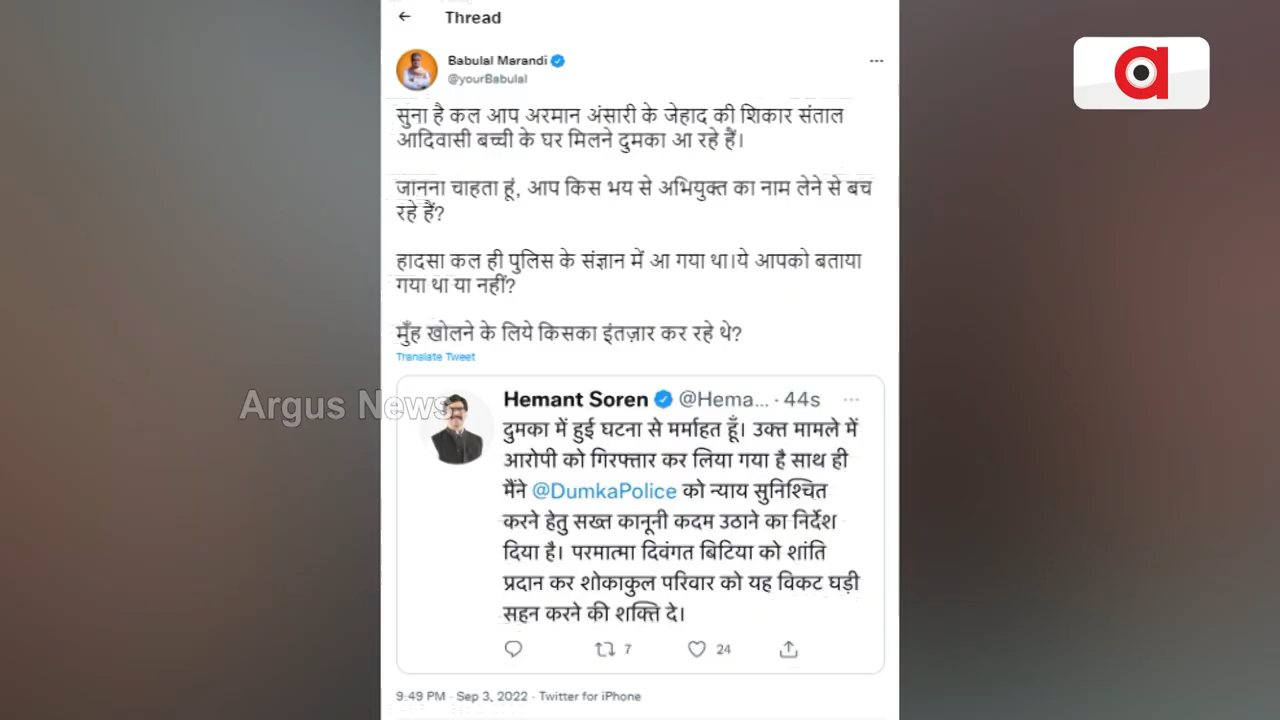 Thread
Babulal Marandi
@yourBabulal
सुना है कल आप अरमान अंसारी के जेहाद की शिकार संताल
आदिवासी बच्ची के घर मिलने दुमका आ रहे हैं।
जानना चाहता हूं, आप किस भय से अभियुक्त का नाम लेने से बच
रहे हैं?
हादसा कल ही पुलिस के संज्ञान में आ गया था।ये आपको बताया
गया था या नहीं?
मुँह खोलने के लिये किसका इंतज़ार कर रहे थे?
Translate Tweet
Argus News
Hemant Soren @Hema... · 44s
दुमका में हुई घटना से मर्माहत हूँ। उक्त मामले में
आरोपी को गिरफ्तार कर लिया गया है साथ ही
मैंने @DumkaPolice को न्याय सुनिश्चित
करने हेतु सख्त कानूनी कदम उठाने का निर्देश
दिया है। परमात्मा दिवंगत बिटिया को शांति
प्रदान कर शोकाकुल परिवार को यह विकट घड़ी
सहन करने की शक्ति दे।
7 24
9:49 PM · Sep 3, 2022 · Twitter for iPhone